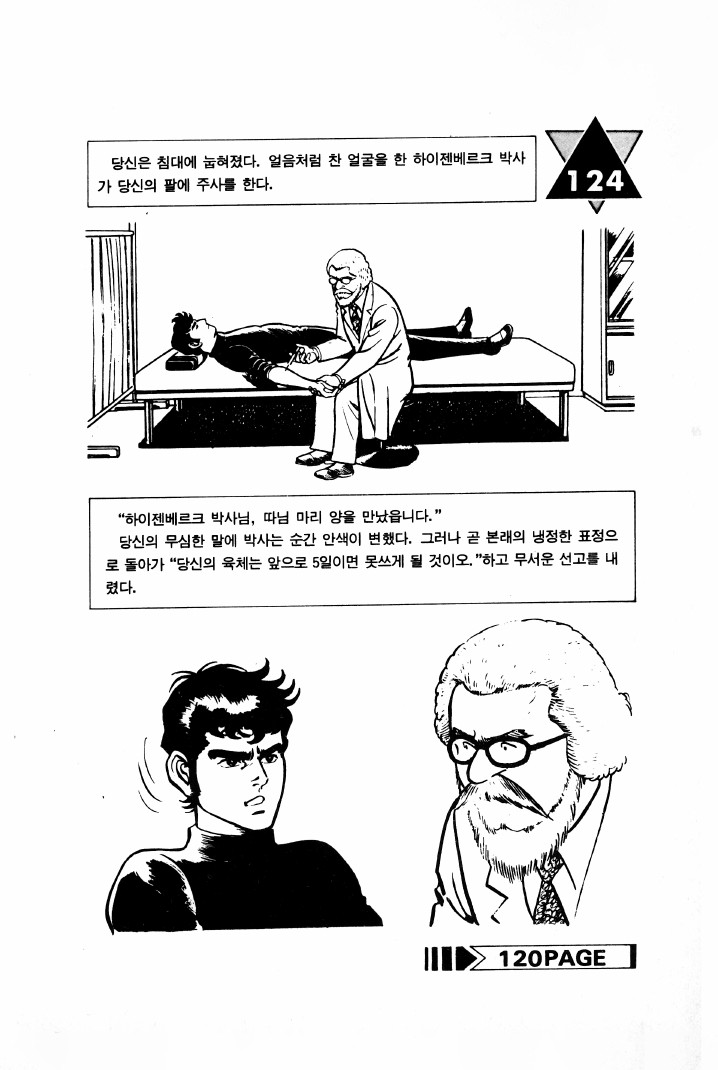 당신은 침대에 눕혀졌다. 얼음처럼 찬 얼굴을 한 하이젠베르크 박사
가 당신의 팔에 주사를 한다.
124
“하이젠베르크 박사님, 따님 마리 양을 만났읍니다.”
당신의 무심한 말에 박사는 순간 안색이 변했다. 그러나 곧 본래의 냉정한 표정으
로 돌아가 “당신의 육체는 앞으로 5일이면 못쓰게 될 것이오.”하고 무서운 선고를 내
렸다.
120PAGE